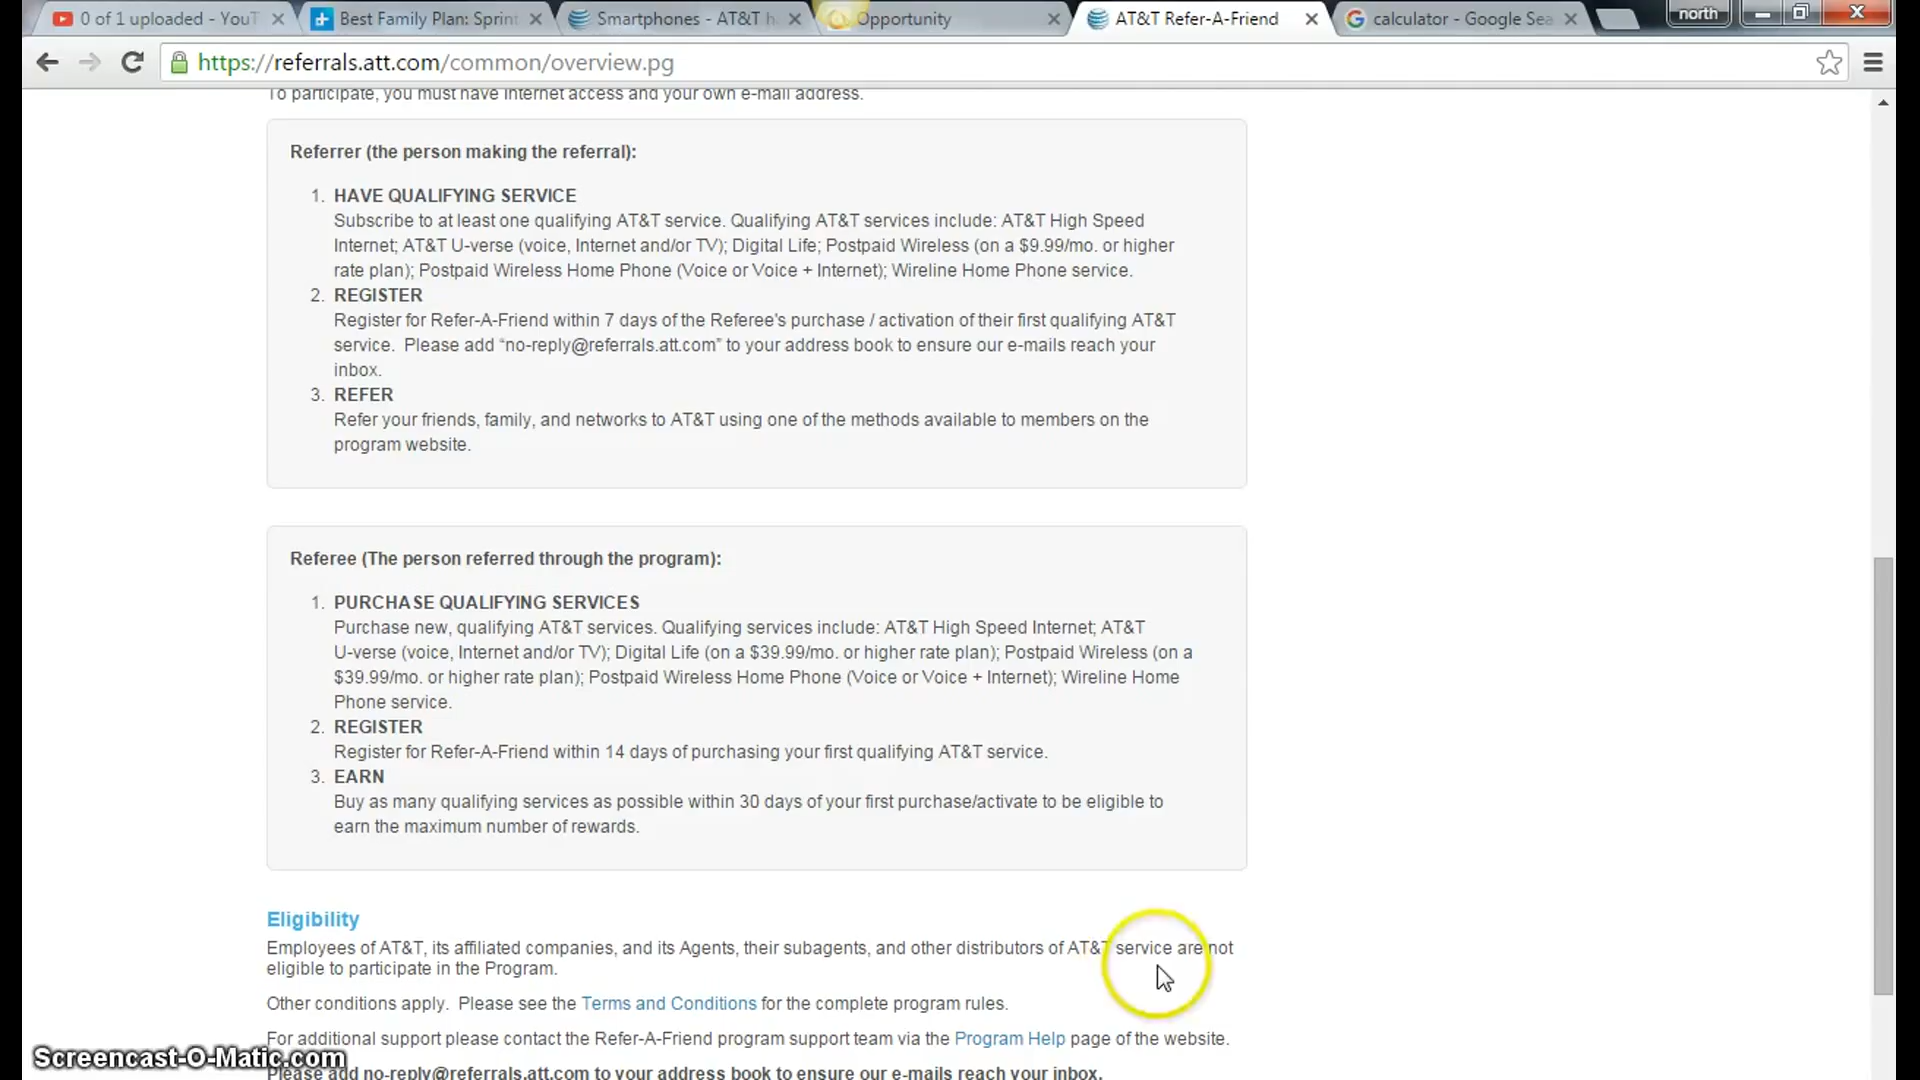 0 of 1 uploaded - YouT
Best Family Plan: Sprint
Smartphones - AT&T h
Opportunity
AT&T Refer-A-Friend
calculator - Google Sea
north
https://referrals.att.com/common/overview.pg
To participate, you must have Internet access and your own e-mail address.
Referrer (the person making the referral):
1. HAVE QUALIFYING SERVICE
Subscribe to at least one qualifying AT&T service. Qualifying AT&T services include: AT&T High Speed
Internet; AT&T U-verse (voice, Internet and/or TV); Digital Life; Postpaid Wireless (on a $9.99/mo. or higher
rate plan); Postpaid Wireless Home Phone (Voice or Voice + Internet); Wireline Home Phone service.
2. REGISTER
Register for Refer-A-Friend within 7 days of the Referee's purchase / activation of their first qualifying AT&T
service.  Please add “no-reply@referrals.att.com” to your address book to ensure our e-mails reach your
inbox.
3. REFER
Refer your friends, family, and networks to AT&T using one of the methods available to members on the
program website.
Referee (The person referred through the program):
1. PURCHASE QUALIFYING SERVICES
Purchase new, qualifying AT&T services. Qualifying services include: AT&T High Speed Internet; AT&T
U-verse (voice, Internet and/or TV); Digital Life (on a $39.99/mo. or higher rate plan); Postpaid Wireless (on a
$39.99/mo. or higher rate plan); Postpaid Wireless Home Phone (Voice or Voice + Internet); Wireline Home
Phone service.
2. REGISTER
Register for Refer-A-Friend within 14 days of purchasing your first qualifying AT&T service.
3. EARN
Buy as many qualifying services as possible within 30 days of your first purchase/activate to be eligible to
earn the maximum number of rewards.
Eligibility
Employees of AT&T, its affiliated companies, and its Agents, their subagents, and other distributors of AT&T service are not
eligible to participate in the Program.
Other conditions apply.  Please see the Terms and Conditions for the complete program rules.
For additional support please contact the Refer-A-Friend program support team via the Program Help page of the website.
Please add no-reply@referrals.att.com to your address book to ensure our e-mails reach your inbox.
Screencast-O-Matic.com